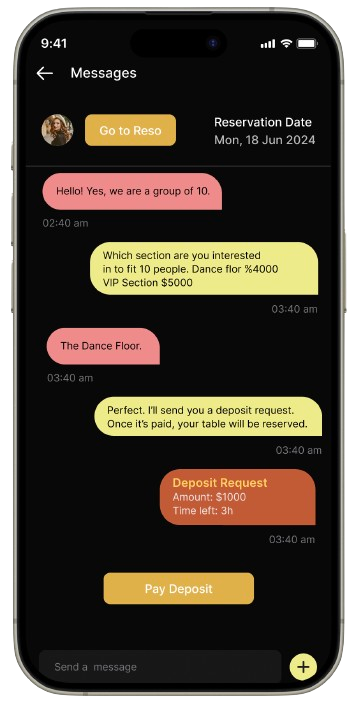 9:41
Messages
Go to Reso
Reservation Date
Mon, 18 Jun 2024
Hello! Yes, we are a group of 10.
02:40 am
Which section are you interested
in to fit 10 people. Dance flor %4000
VIP Section $5000
03:40 am
The Dance Floor.
03:40 am
Perfect. I'll send you a deposit request.
Once it's paid, your table will be reserved.
03:40 am
Deposit Request
Amount: $1000
Time left: 3h
03:40 am
Pay Deposit
Send a message